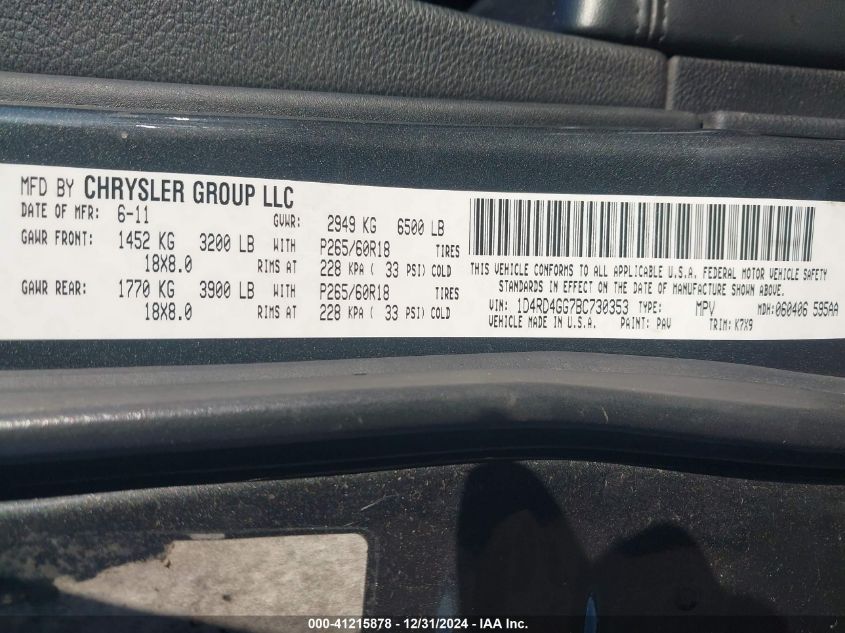 MFD BY CHRYSLER GROUP LLC
DATE OF MFR: 6-11 GVWR: 2949 KG 6500 LB
GAWR FRONT: 1452 KG 3200 LB WITH P265/60R18 TIRES
18X8.0 RIMS AT 228 KPA ( 33 PSI) COLD
GAWR REAR: 1770 KG 3900 LB WITH P265/60R18 TIRES
18X8.0 RIMS AT 228 KPA ( 33 PSI) COLD
THIS VEHICLE CONFORMS TO ALL APPLICABLE U.S.A. FEDERAL MOTOR VEHICLE SAFETY
STANDARDS IN EFFECT ON THE DATE OF MANUFACTURE SHOWN ABOVE.
VIN: 1D4RD4GG7BC730353 TYPE: MPV MDH:060406 595AA
VEHICLE MADE IN U.S.A. PAINT: PAV TRIM: K7X9
000-41215878 - 12/31/2024 - IAA Inc.